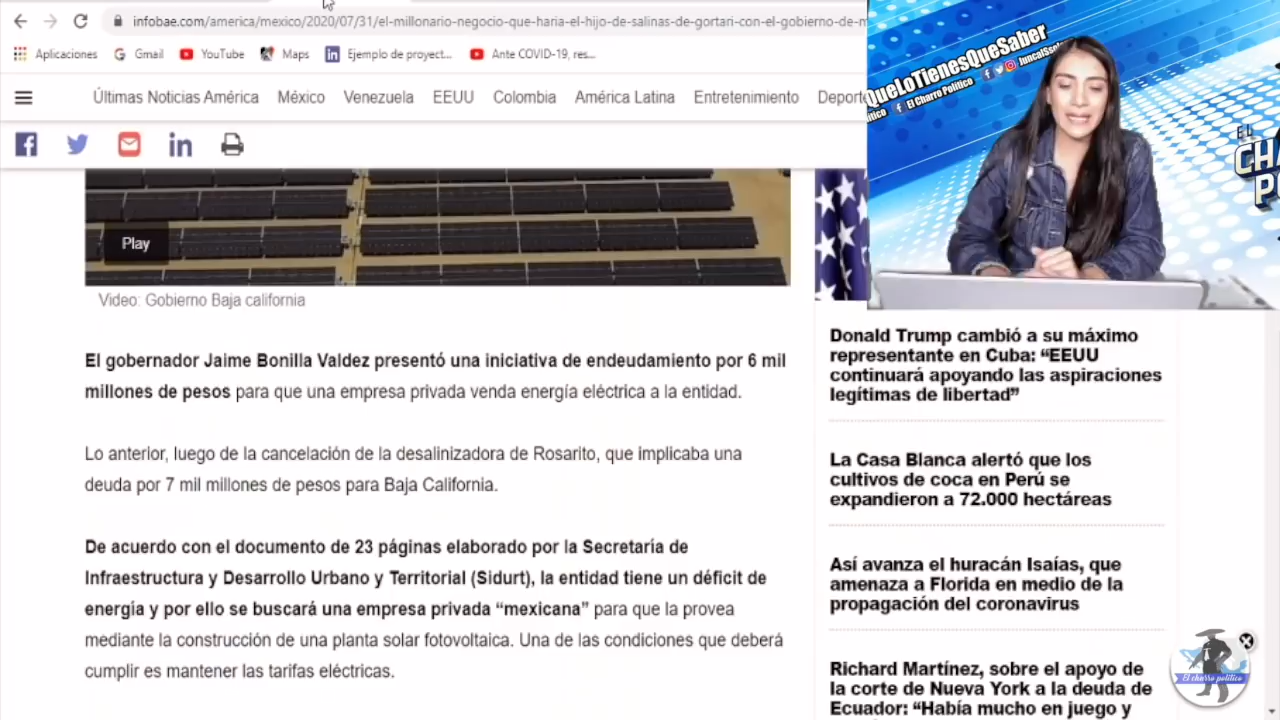 infobae.com/america/mexico/2020/07/31/el-millonario-negocio-que-haria-el-hijo-de-salinas-de-gortari-con-el-gobierno-de-m
Aplicaciones Gmail YouTube Maps Ejemplo de proyect... Ante COVID-19, res...
Últimas Noticias América México Venezuela EEUU Colombia América Latina Entretenimiento Deporte
QueLoTienesQueSaber
El Charro Político
JuncalSsol
EL
CHA
PO
Play
Video: Gobierno Baja california
El gobernador Jaime Bonilla Valdez presentó una iniciativa de endeudamiento por 6 mil
millones de pesos para que una empresa privada venda energía eléctrica a la entidad.
Lo anterior, luego de la cancelación de la desalinizadora de Rosarito, que implicaba una
deuda por 7 mil millones de pesos para Baja California.
De acuerdo con el documento de 23 páginas elaborado por la Secretaría de
Infraestructura y Desarrollo Urbano y Territorial (Sidurt), la entidad tiene un déficit de
energía y por ello se buscará una empresa privada “mexicana” para que la provea
mediante la construcción de una planta solar fotovoltaica. Una de las condiciones que deberá
cumplir es mantener las tarifas eléctricas.
Donald Trump cambió a su máximo
representante en Cuba: “EEUU
continuará apoyando las aspiraciones
legítimas de libertad”
La Casa Blanca alertó que los
cultivos de coca en Perú se
expandieron a 72.000 hectáreas
Así avanza el huracán Isaías, que
amenaza a Florida en medio de la
propagación del coronavirus
Richard Martínez, sobre el apoyo de
la corte de Nueva York a la deuda de
Ecuador: “Había mucho en juego y
El charro político